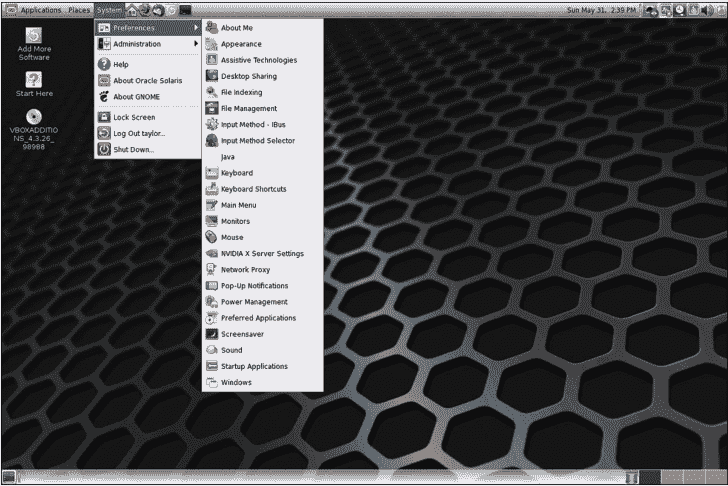 Applications Places System
Sun May 31, 2:39 PM
Add More
Software
Start Here
VBOXADDITIO
NS_4.3.26_
98988
Preferences
Administration
Help
About Oracle Solaris
About GNOME
Lock Screen
Log Out taylor...
Shut Down...
About Me
Appearance
Assistive Technologies
Desktop Sharing
File Indexing
File Management
Input Method - IBus
Input Method Selector
Java
Keyboard
Keyboard Shortcuts
Main Menu
Monitors
Mouse
NVIDIA X Server Settings
Network Proxy
Pop-Up Notifications
Power Management
Preferred Applications
Screensaver
Sound
Startup Applications
Windows